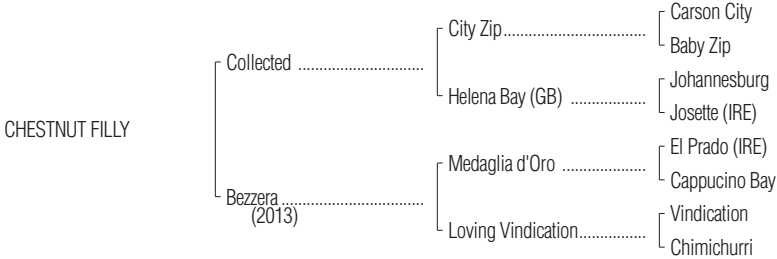 CHESTNUT FILLY
Collected ..............................
Bezzera ..................................
(2013)
City Zip..................................
Helena Bay (GB) ..................
Medaglia d'Oro ....................
Loving Vindication................
Carson City
Baby Zip
Johannesburg
Josette (IRE)
El Prado (IRE)
Cappucino Bay
Vindication
Chimichurri